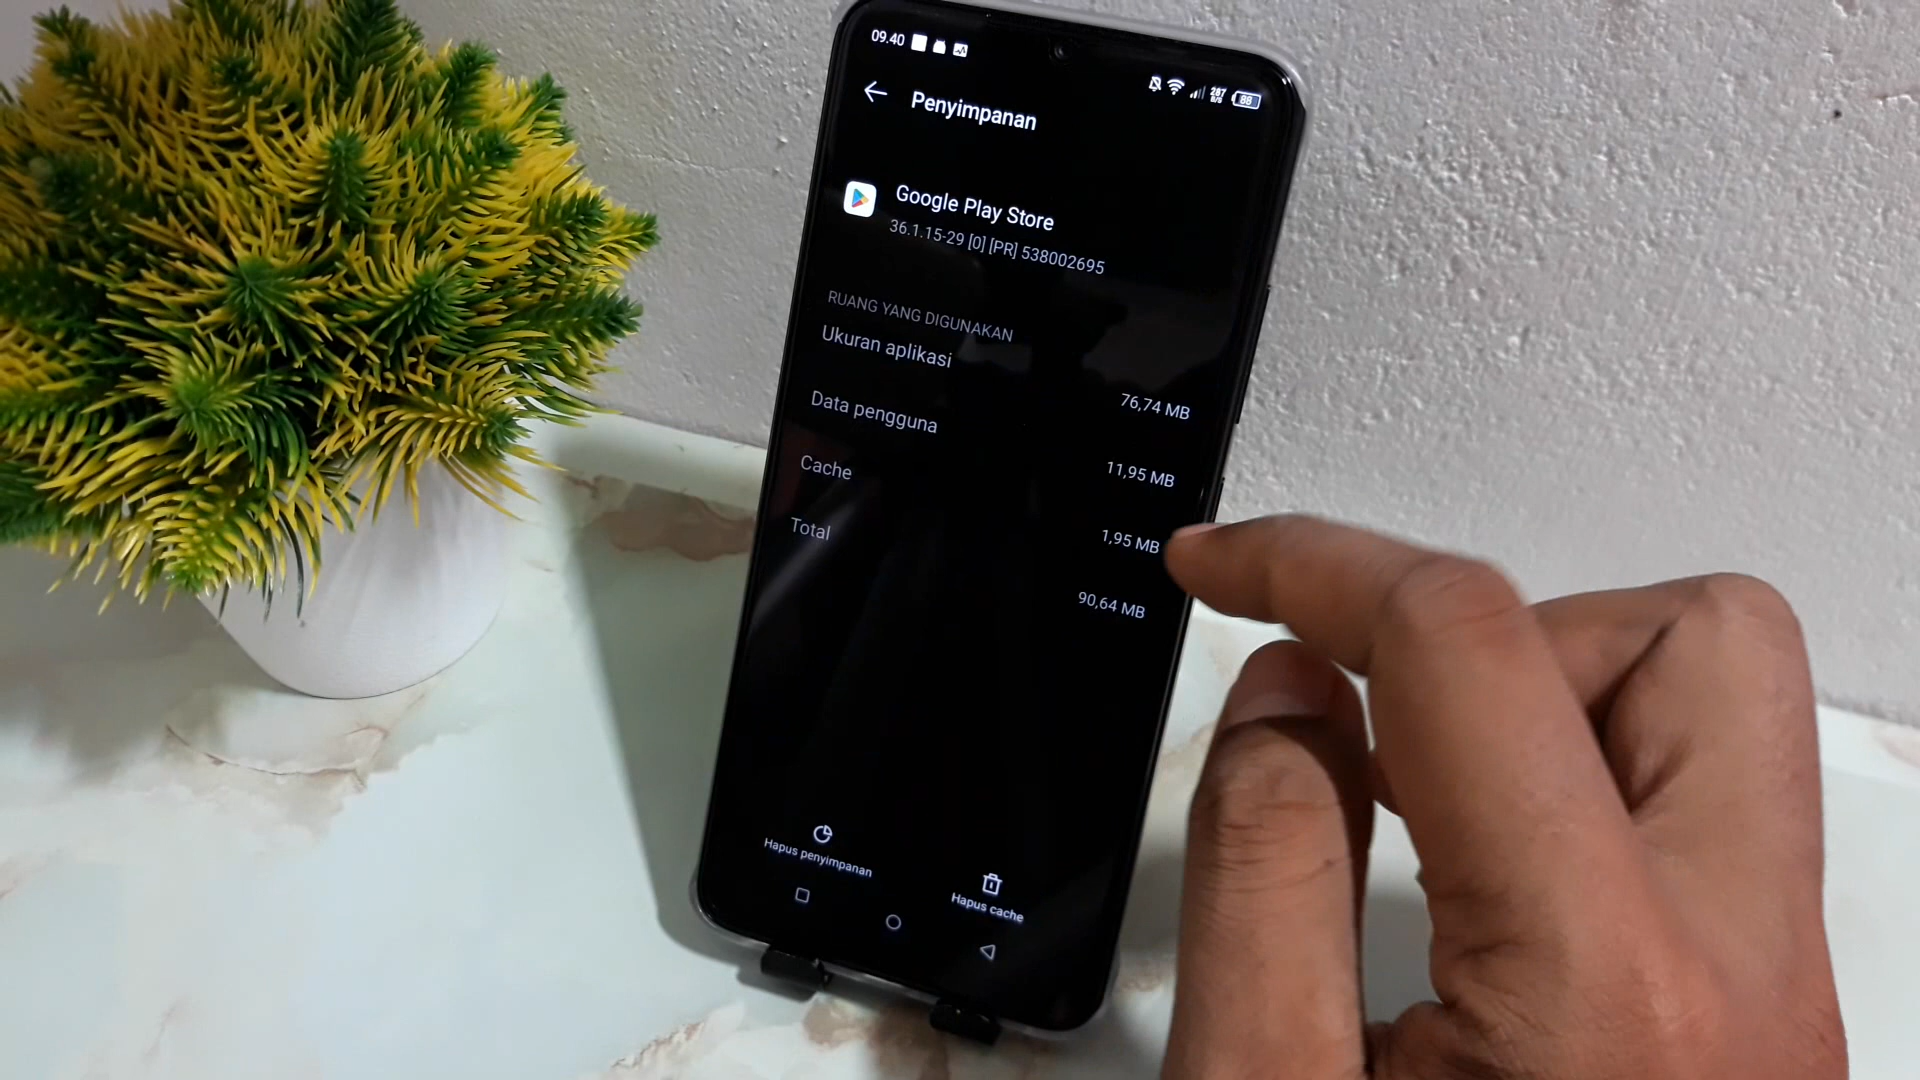 09.40
287
B/S
88
Penyimpanan
Google Play Store
36.1.15-29 [0] [PR] 538002695
RUANG YANG DIGUNAKAN
Ukuran aplikasi
76,74 MB
Data pengguna
11,95 MB
Cache
1,95 MB
Total
90,64 MB
Hapus penyimpanan
Hapus cache